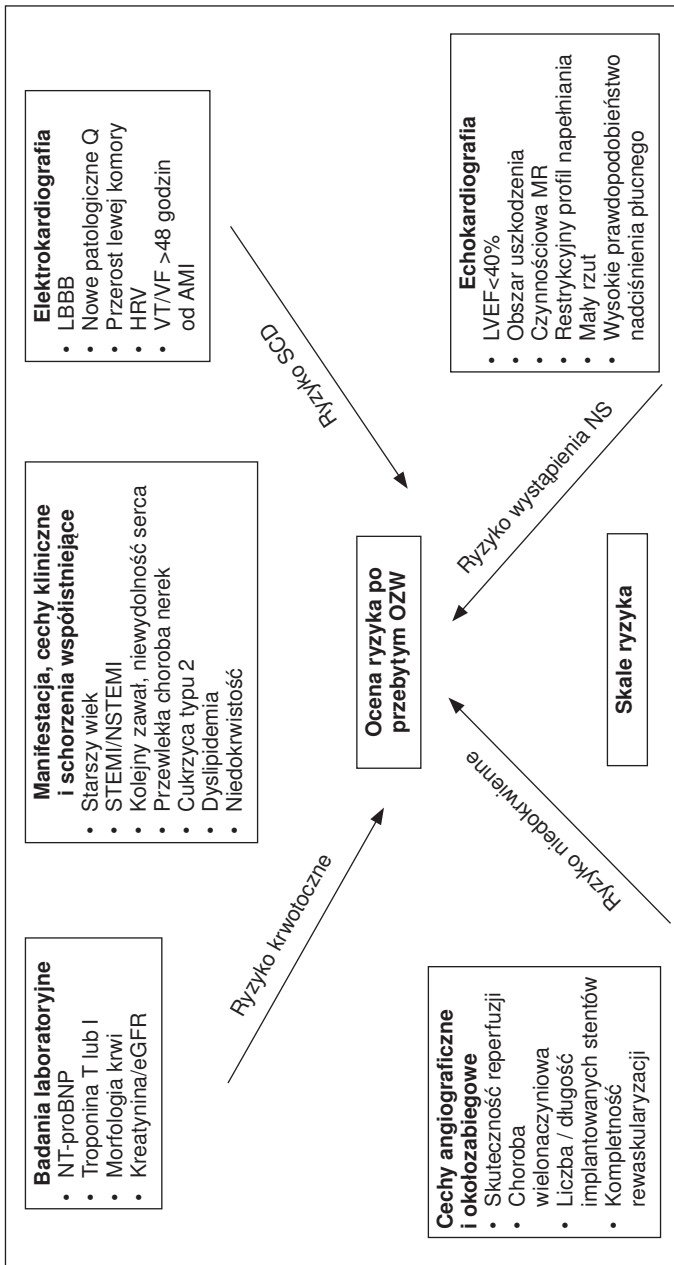 Badania laboratoryjne
• NT-proBNP
• Troponina T lub I
• Morfologia krwi
• Kreatynina/eGFR
Manifestacja, cechy kliniczne
i schorzenia współistniejące
• Starszy wiek
• STEMI/NSTEMI
• Kolejny zawał, niewydolność serca
• Przewlekła choroba nerek
• Cukrzyca typu 2
• Dyslipidemia
• Niedokrwistość
Elektrokardiografia
• LBBB
• Nowe patologiczne Q
• Przerost lewej komory
• HRV
• VT/VF >48 godzin
od AMI
Ryzyko krwotoczne
Ryzyko SCD
Ocena ryzyka po
przebytym OZW
Ryzyko niedokrwienne
Ryzyko wystąpienia NS
Cechy angiograficzne
i okołozabiegowe
• Skuteczność reperfuzji
• Choroba
wielonaczyniowa
• Liczba / długość
implantowanych stentów
• Kompletność
rewaskularyzacji
Skale ryzyka
Echokardiografia
• LVEF<40%
• Obszar uszkodzenia
• Czynnościowa MR
• Restrykcyjny profil napełniania
• Mały rzut
• Wysokie prawdopodobieństwo
nadciśnienia płucnego